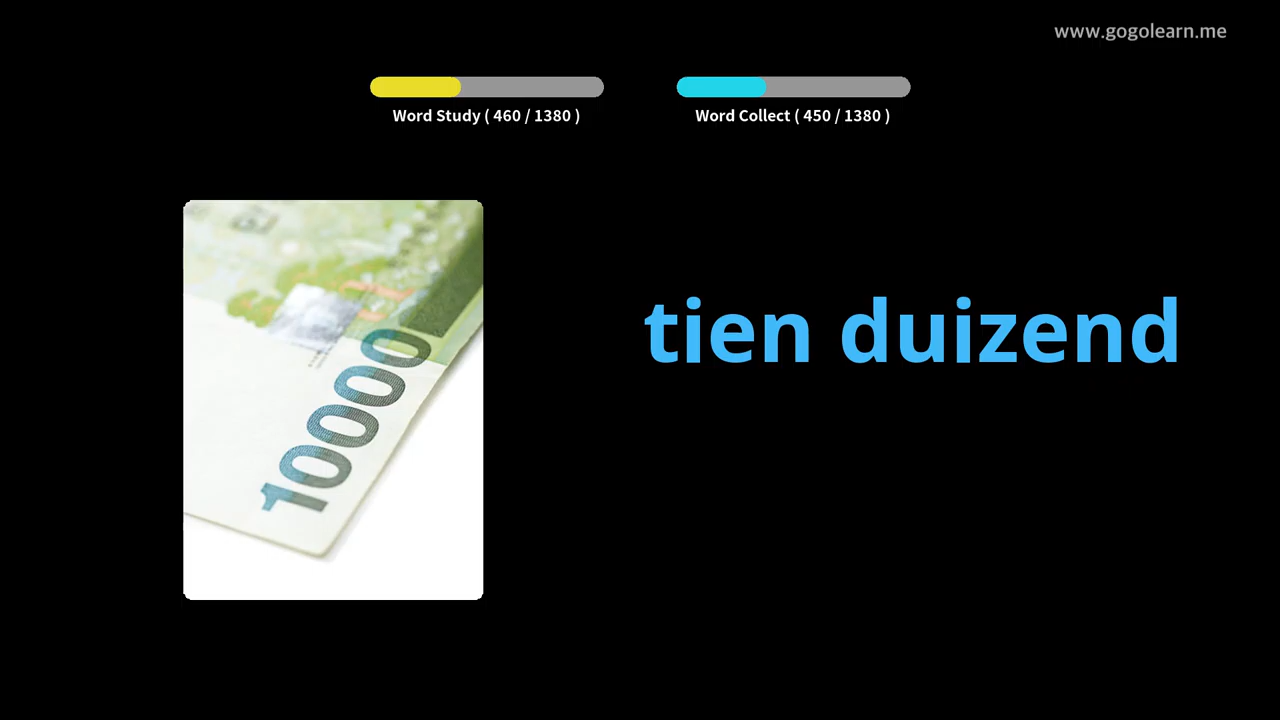 www.gogolearn.me
Word Study ( 460 / 1380 )
Word Collect ( 450 / 1380 )
tien duizend
10000